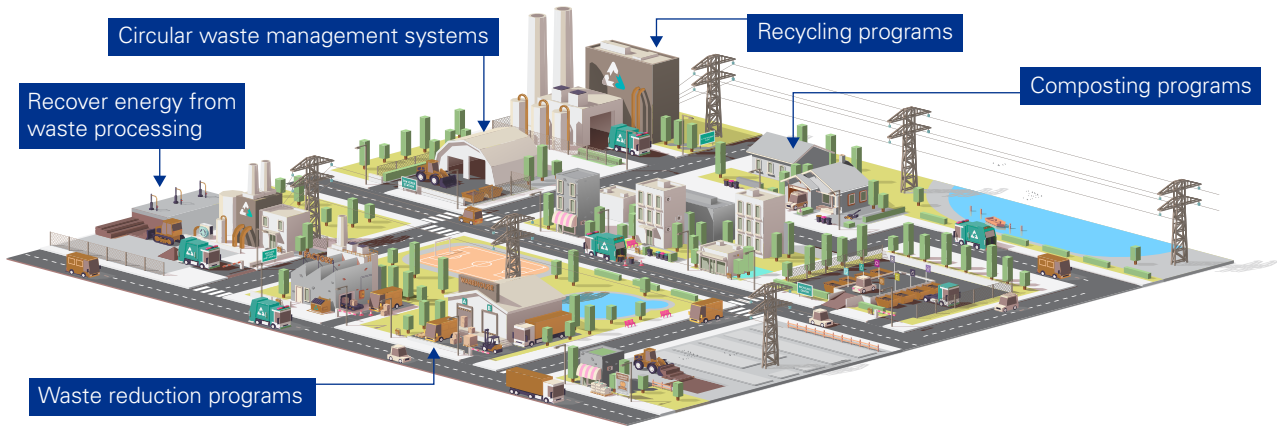 Circular waste management systems
Recycling programs
Composting programs
Recover energy from
waste processing
Waste reduction programs